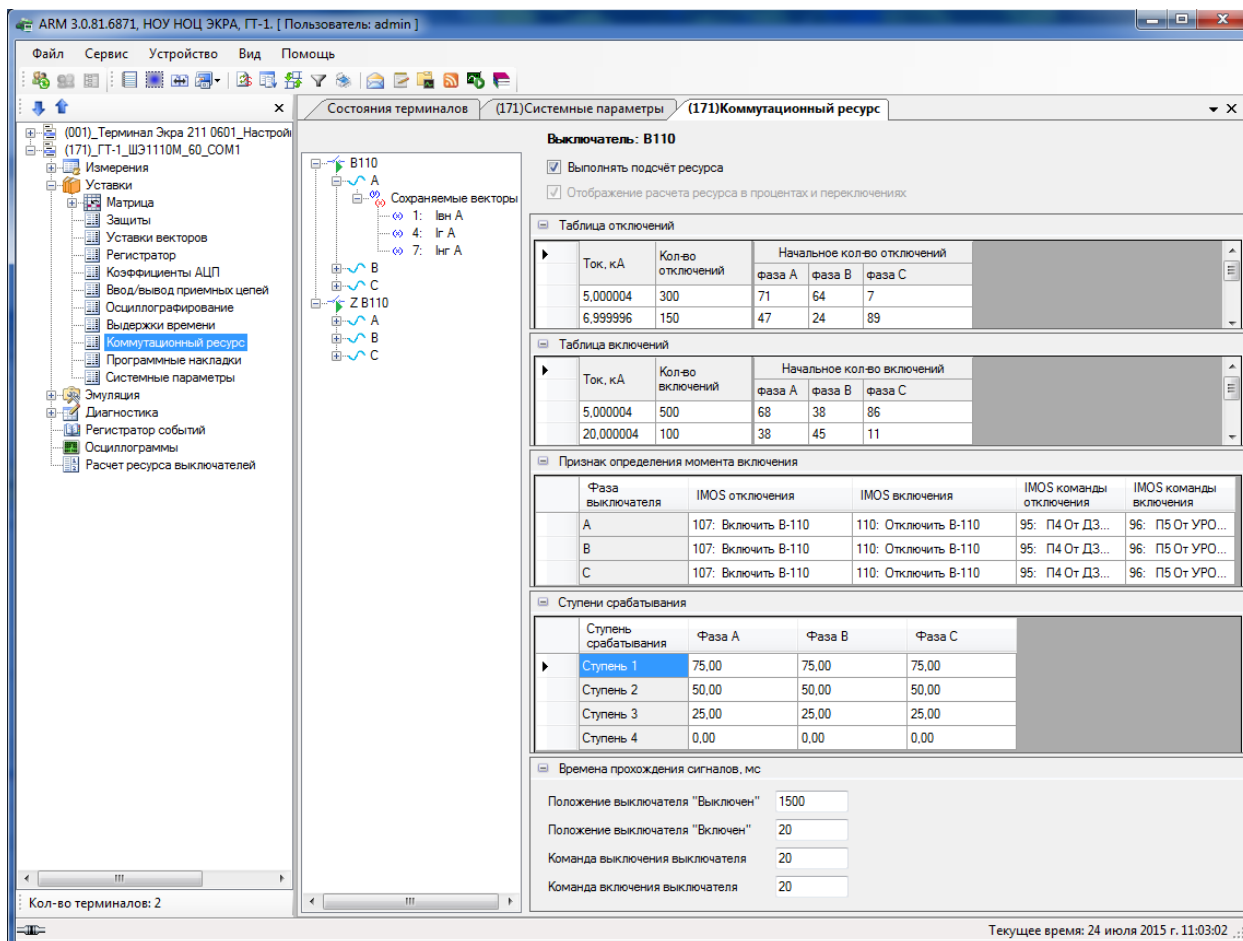 ARM 3.0.81.6871, НОУ НОЦ ЭКРА, ГТ-1. [ Пользователь: admin ]
Файл Сервис Устройство Вид Помощь
Состояния терминалов (171)Системные параметры (171)Коммутационный ресурс
(001)_Терминал Экра 211 0601_Настрой
(171)_ГТ-1_ШЭ1110М_60_COM1
Измерения
Уставки
Матрица
Защиты
Уставки векторов
Регистратор
Коэффициенты АЦП
Ввод/вывод приемных цепей
Осциллографирование
Выдержки времени
Коммутационный ресурс
Программные накладки
Системные параметры
Эмуляция
Диагностика
Регистратор событий
Осциллограммы
Расчет ресурса выключателей
Кол-во терминалов: 2
В110
А
Сохраняемые векторы
1: Iвн А
4: Iг А
7: Iнг А
В
С
Z В110
А
В
С
Выключатель: В110
Выполнять подсчёт ресурса
Отображение расчета ресурса в процентах и переключениях
Таблица отключений
Ток, кА Кол-во отключений Начальное кол-во отключений
фаза А фаза В фаза С
5,000004 300 71 64 7
6,999996 150 47 24 89
Таблица включений
Ток, кА Кол-во включений Начальное кол-во включений
фаза А фаза В фаза С
5,000004 500 68 38 86
20,000004 100 38 45 11
Признак определения момента включения
Фаза выключателя IMOS отключения IMOS включения IMOS команды отключения IMOS команды включения
А 107: Включить В-110 110: Отключить В-110 95: П4 От ДЗ... 96: П5 От УРО...
В 107: Включить В-110 110: Отключить В-110 95: П4 От ДЗ... 96: П5 От УРО...
С 107: Включить В-110 110: Отключить В-110 95: П4 От ДЗ... 96: П5 От УРО...
Ступени срабатывания
Ступень срабатывания Фаза А Фаза В Фаза С
Ступень 1 75,00 75,00 75,00
Ступень 2 50,00 50,00 50,00
Ступень 3 25,00 25,00 25,00
Ступень 4 0,00 0,00 0,00
Времена прохождения сигналов, мс
Положение выключателя "Выключен" 1500
Положение выключателя "Включен" 20
Команда выключения выключателя 20
Команда включения выключателя 20
Текущее время: 24 июля 2015 г. 11:03:02